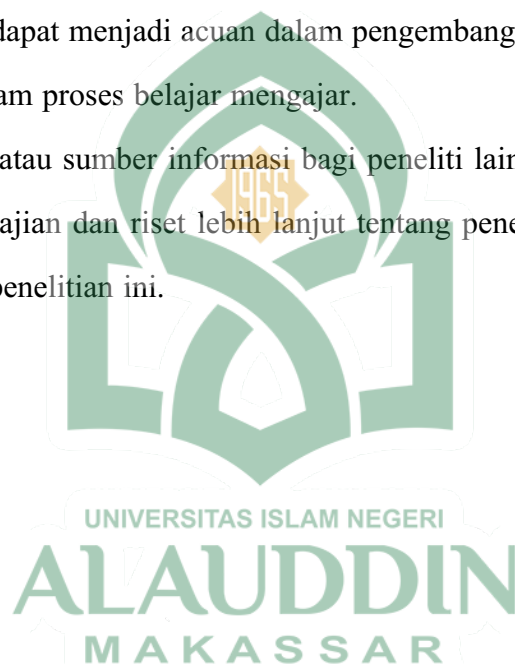 dapat menjadi acuan dalam pengembang
am proses belajar mengajar.
atau sumber informasi bagi peneliti lain
ajian dan riset lebih lanjut tentang pene
penelitian ini.
1965
UNIVERSITAS ISLAM NEGERI
ALAUDDIN
MAKASSAR